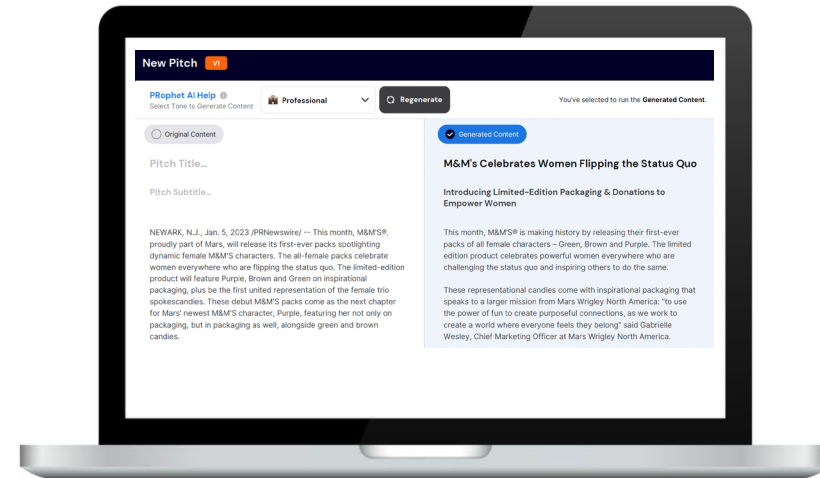 New Pitch V1
PRophet AI Help
Select Tone to Generate Content
Professional
Regenerate
You've selected to run the Generated Content.
Original Content
Pitch Title...
Pitch Subtitle...
NEWARK, N.J., Jan. 5, 2023 /PRNewswire/ -- This month, M&M'S®,
proudly part of Mars, will release its first-ever packs spotlighting
dynamic female M&M'S characters. The all-female packs celebrate
women everywhere who are flipping the status quo. The limited-edition
product will feature Purple, Brown and Green on inspirational
packaging, plus be the first united representation of the female trio
spokescandies. These debut M&M'S packs come as the next chapter
for Mars' newest M&M'S character, Purple, featuring her not only on
packaging, but in packaging as well, alongside green and brown
candies.
Generated Content
M&M's Celebrates Women Flipping the Status Quo
Introducing Limited-Edition Packaging & Donations to
Empower Women
This month, M&M'S® is making history by releasing their first-ever
packs of all female characters – Green, Brown and Purple. The limited
edition product celebrates powerful women everywhere who are
challenging the status quo and inspiring others to do the same.
These representational candies come with inspirational packaging that
speaks to a larger mission from Mars Wrigley North America: "to use
the power of fun to create purposeful connections, as we work to
create a world where everyone feels they belong" said Gabrielle
Wesley, Chief Marketing Officer at Mars Wrigley North America.